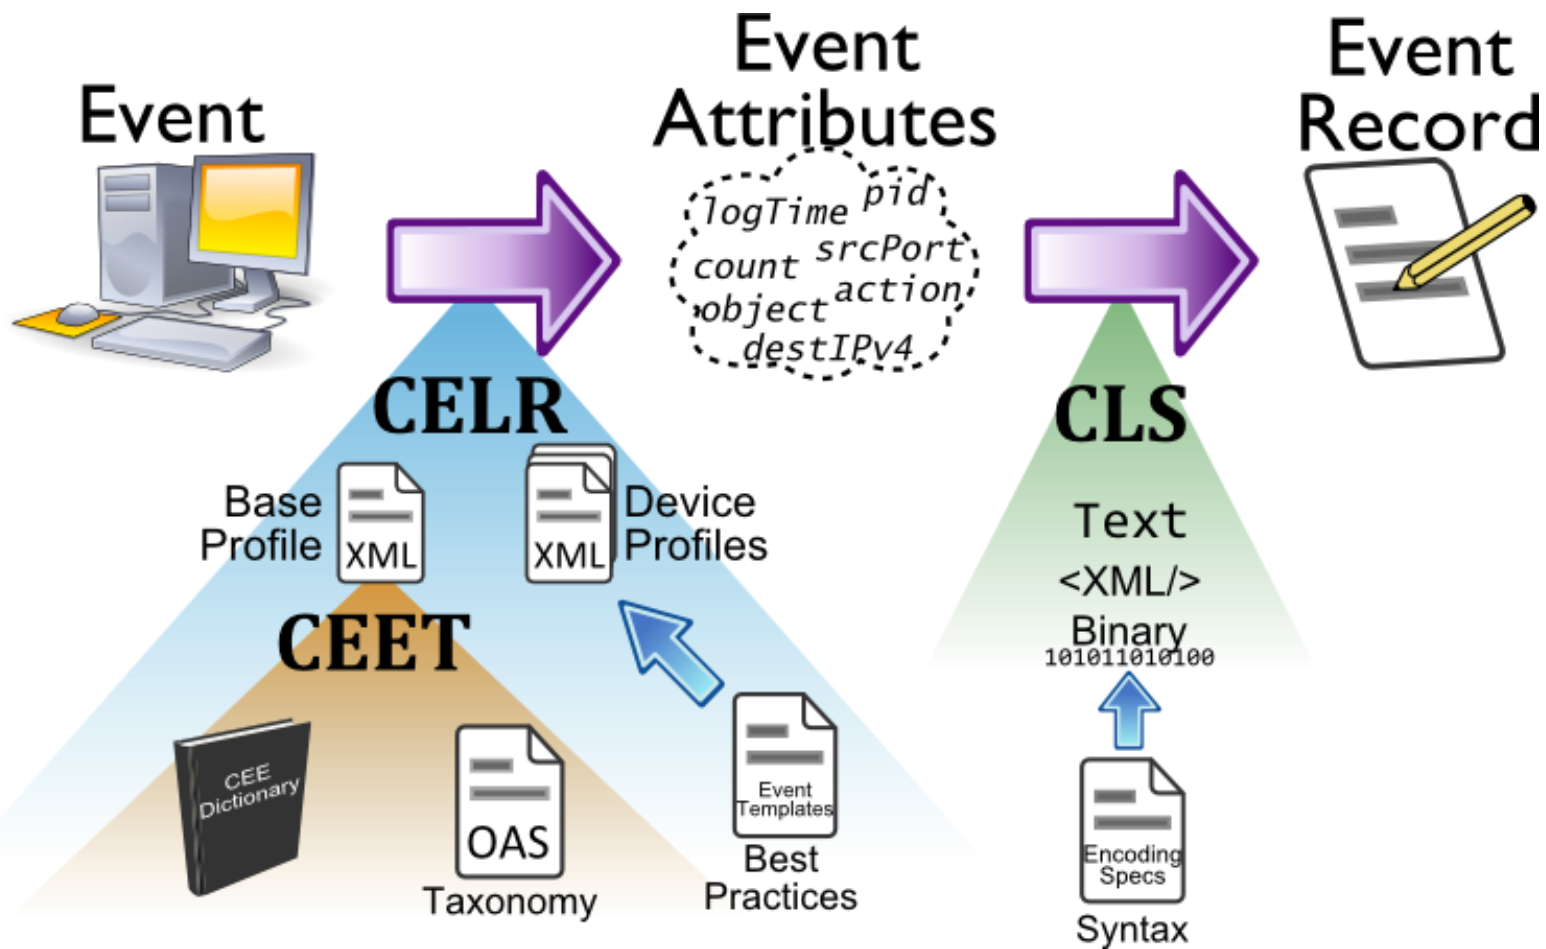 Event
Event
Attributes
Event
Record
logTime
pid
count
srcPort
object
action
destIPv4
CELR
Base
Profile
XML
XML
Device
Profiles
CEET
CEE
Dictionary
OAS
Taxonomy
Event
Templates
Best
Practices
CLS
Text
<XML/>
Binary
101011010100
Encoding
Specs
Syntax